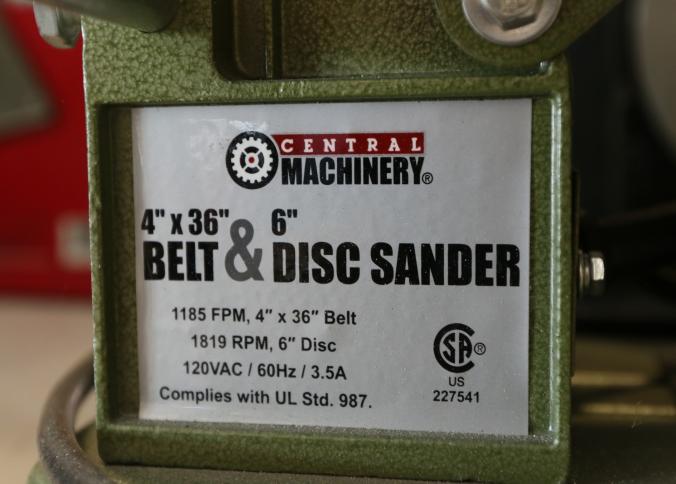 CENTRAL
MACHINERY®
4" x 36" & 6"
BELT DISC SANDER
1185 FPM, 4" x 36" Belt
1819 RPM, 6" Disc
120VAC / 60Hz / 3.5A
Complies with UL Std. 987.
SA®
US
227541